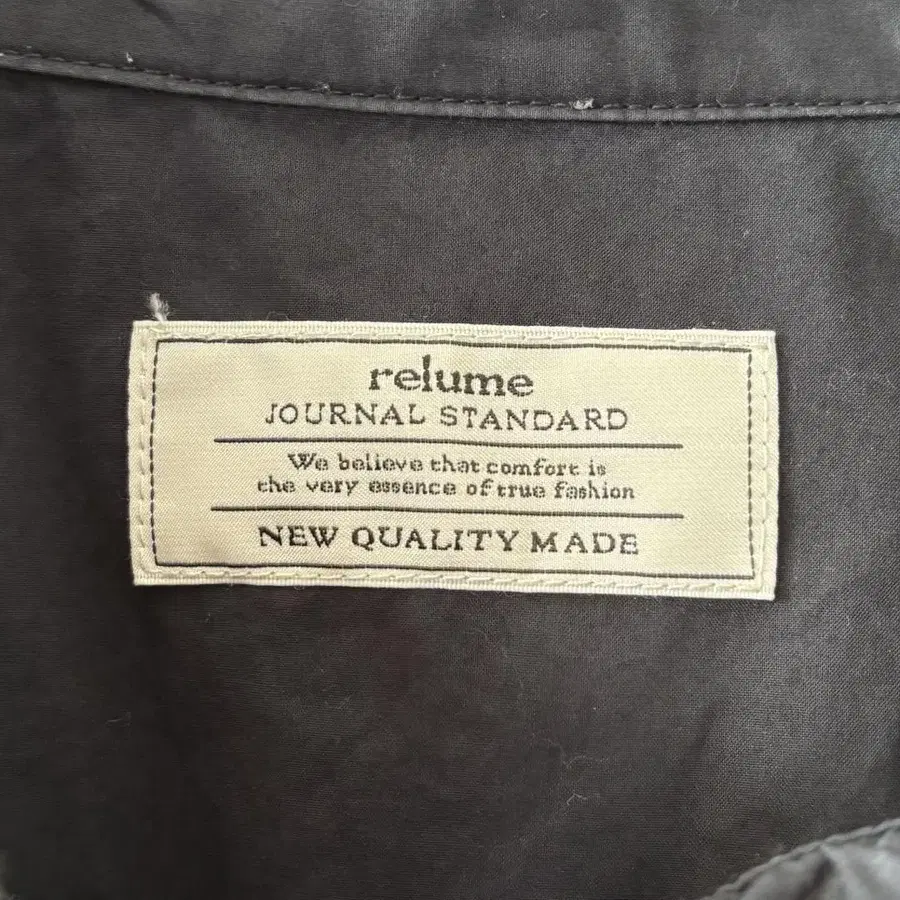 relume
JOURNAL STANDARD
We believe that comfort is
the very essence of true fashion
NEW QUALITY MADE